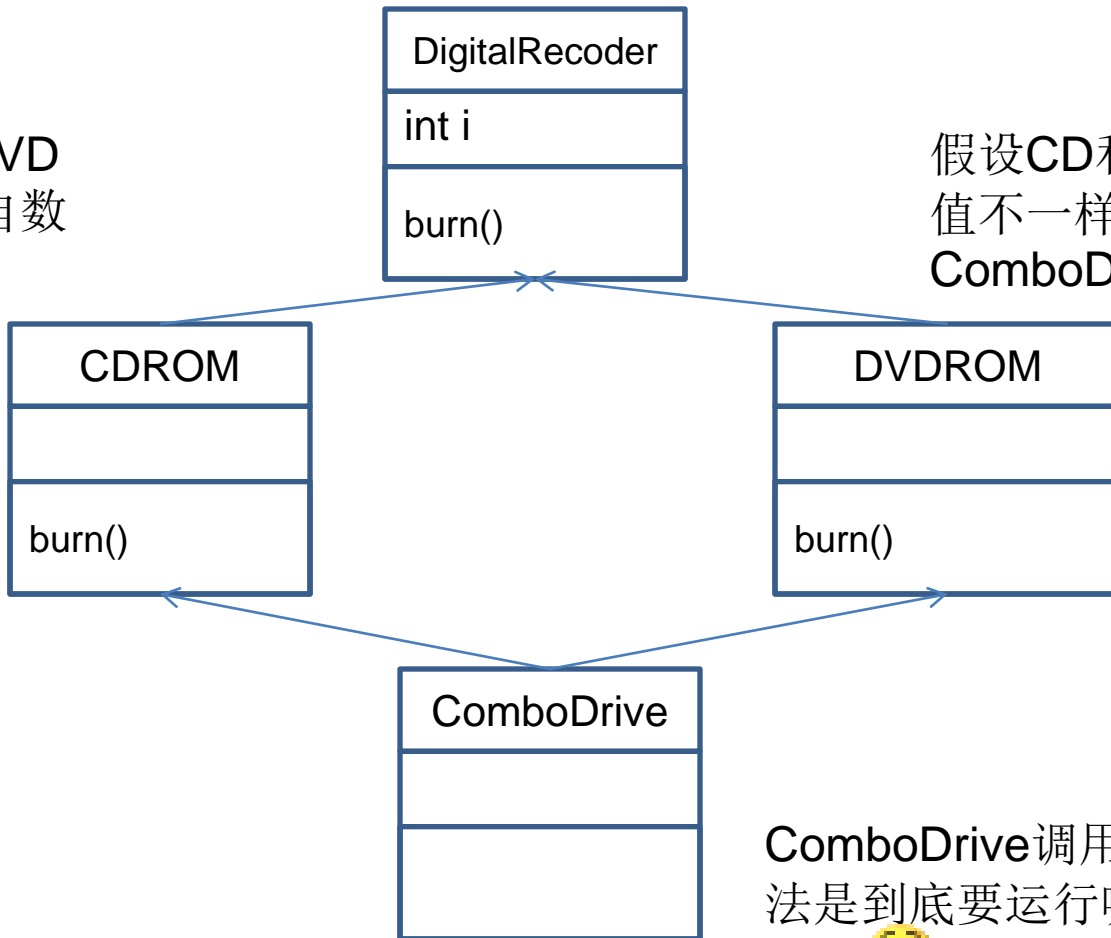 DigitalRecoder
int i
burn()
VD
自数
假设CD
值不一样
ComboD
CDROM
burn()
DVDROM
burn()
ComboDrive
ComboDrive调用
法是到底要运行